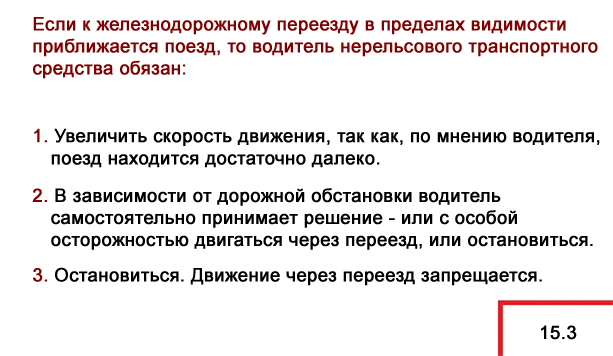 Если к железнодорожному переезду в пределах видимости
приближается поезд, то водитель нерельсового транспортного
средства обязан:
1. Увеличить скорость движения, так как, по мнению водителя,
поезд находится достаточно далеко.
2. В зависимости от дорожной обстановки водитель
самостоятельно принимает решение - или с особой
осторожностью двигаться через переезд, или остановиться.
3. Остановиться. Движение через переезд запрещается.
15.3